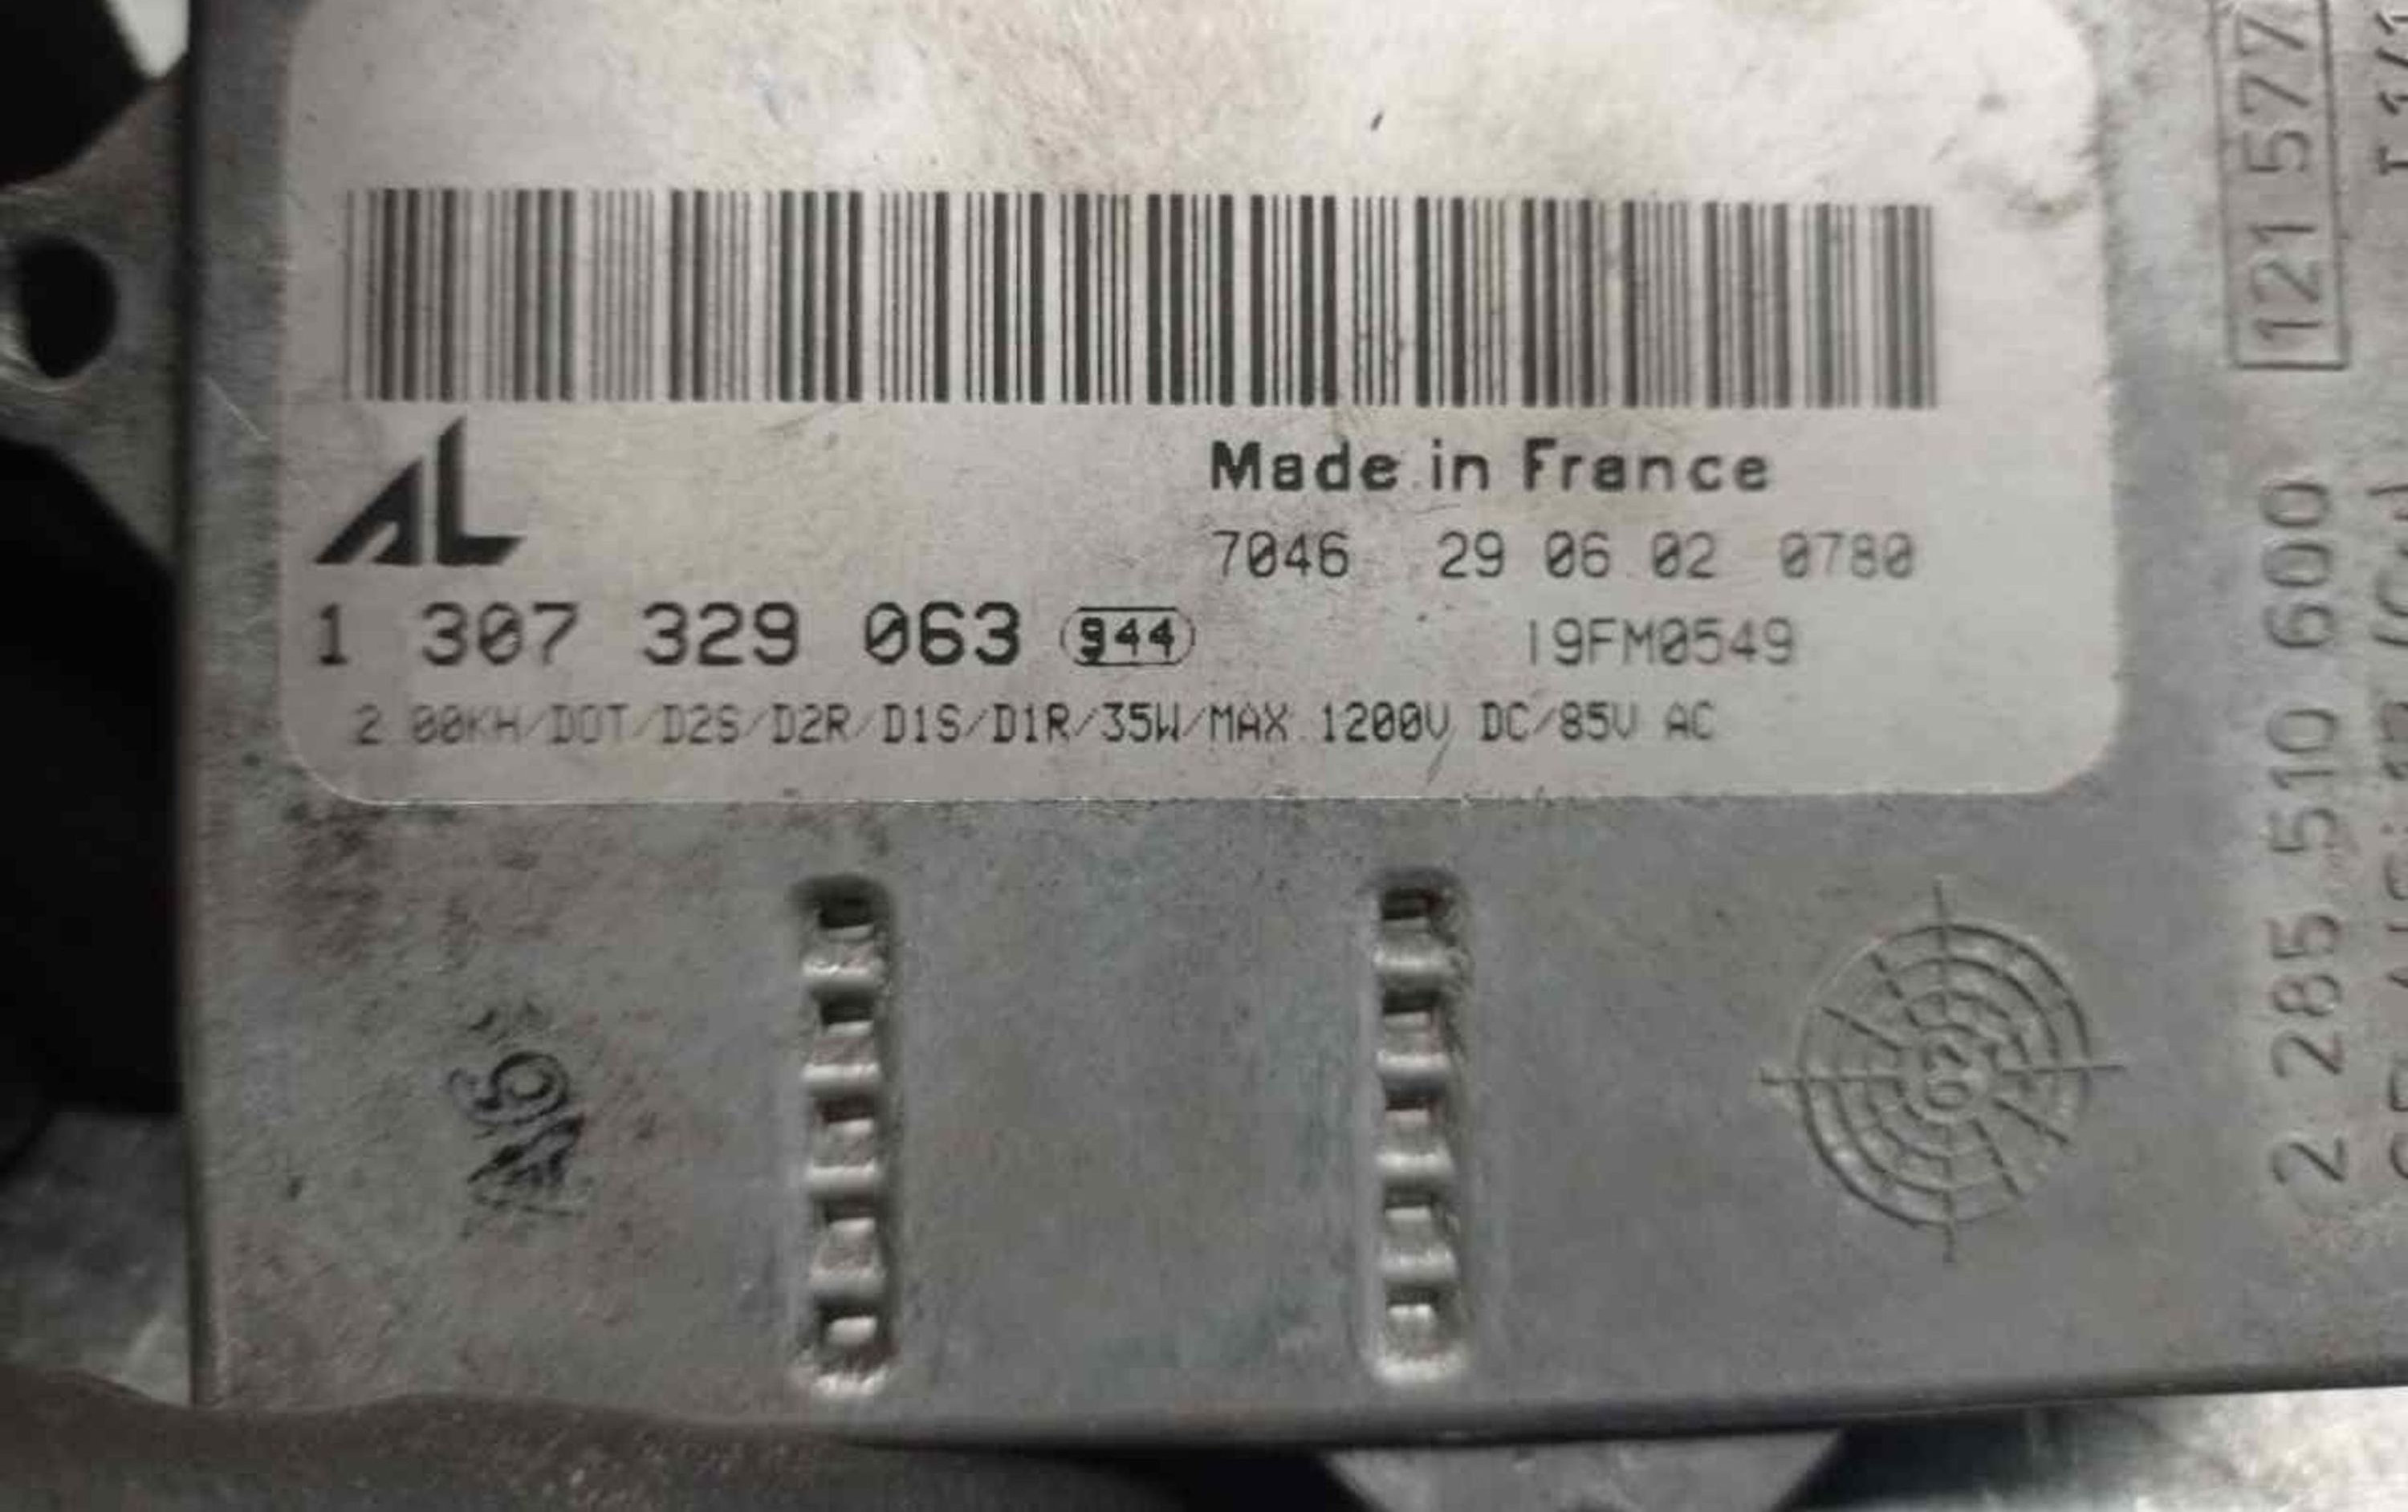 AL
Made in France
7046 29 06 02 0780
1 307 329 063 944
19FM0549
2.00KH/DOT/D2S/D2R/D1S/D1R/35W/MAX.1200V DC/85V AC
02
2 285 510 600 121 577